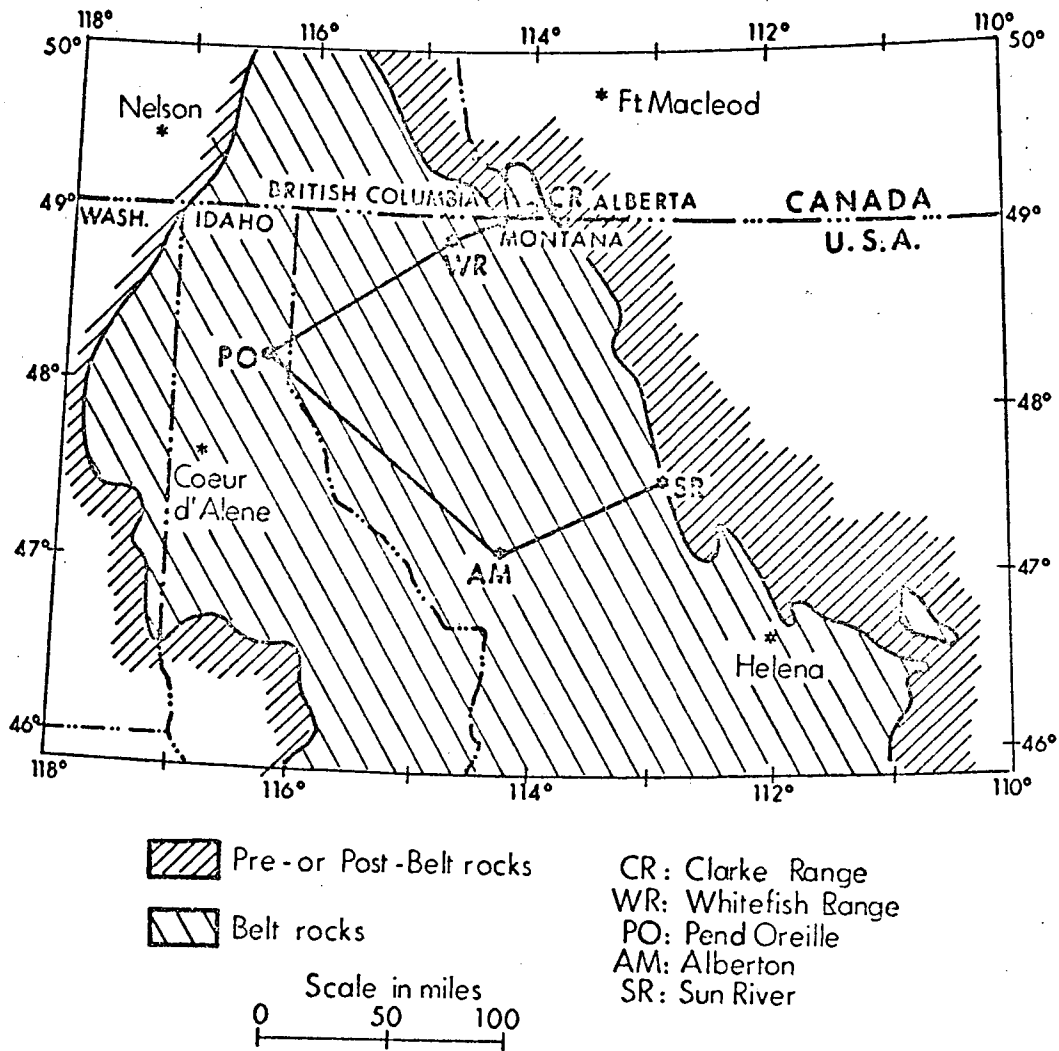 118° 116° 114° 112° 110°
50° 50°
Nelson
Ft Macleod
49° BRITISH COLUMBIA CR ALBERTA CANADA 49°
WASH. IDAHO MONTANA U.S.A.
WR
PO
48° 48°
Coeur
d'Alene
SR
47° AM 47°
Helena
46° 46°
118° 116° 114° 112° 110°
Pre-or Post-Belt rocks
Belt rocks
Scale in miles
0 50 100
CR: Clarke Range
WR: Whitefish Range
PO: Pend Oreille
AM: Alberton
SR: Sun River